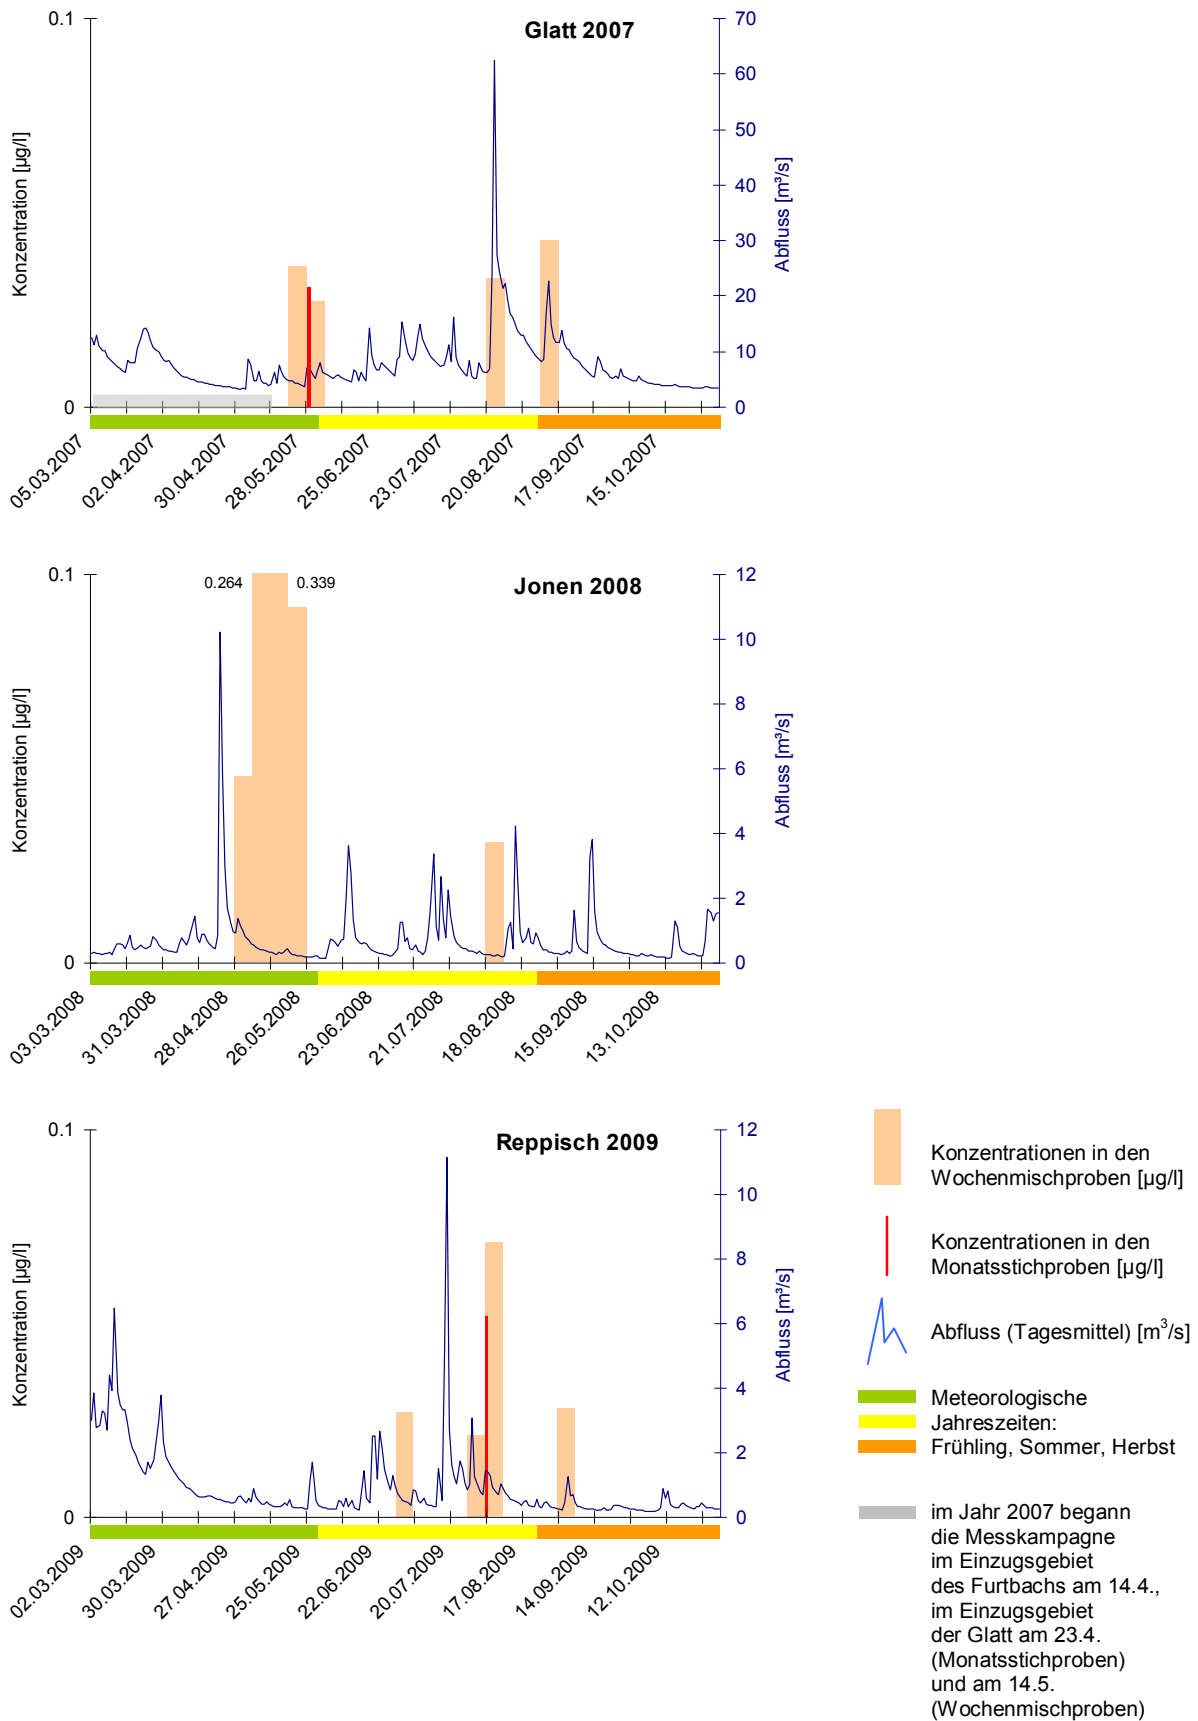 Glatt 2007
0.1
0
Konzentration [µg/l]
70
60
50
40
30
20
10
0
Abfluss [m³/s]
05.03.2007
02.04.2007
30.04.2007
28.05.2007
25.06.2007
23.07.2007
20.08.2007
17.09.2007
15.10.2007
Jonen 2008
0.1
0
Konzentration [µg/l]
0.264
0.339
12
10
8
6
4
2
0
Abfluss [m³/s]
03.03.2008
31.03.2008
28.04.2008
26.05.2008
23.06.2008
21.07.2008
18.08.2008
15.09.2008
13.10.2008
Reppisch 2009
0.1
0
Konzentration [µg/l]
12
10
8
6
4
2
0
Abfluss [m³/s]
02.03.2009
30.03.2009
27.04.2009
25.05.2009
22.06.2009
20.07.2009
17.08.2009
14.09.2009
12.10.2009
Konzentrationen in den
Wochenmischproben [µg/l]
Konzentrationen in den
Monatsstichproben [µg/l]
Abfluss (Tagesmittel) [m³/s]
Meteorologische
Jahreszeiten:
Frühling, Sommer, Herbst
im Jahr 2007 begann
die Messkampagne
im Einzugsgebiet
des Furtbachs am 14.4.,
im Einzugsgebiet
der Glatt am 23.4.
(Monatsstichproben)
und am 14.5.
(Wochenmischproben)